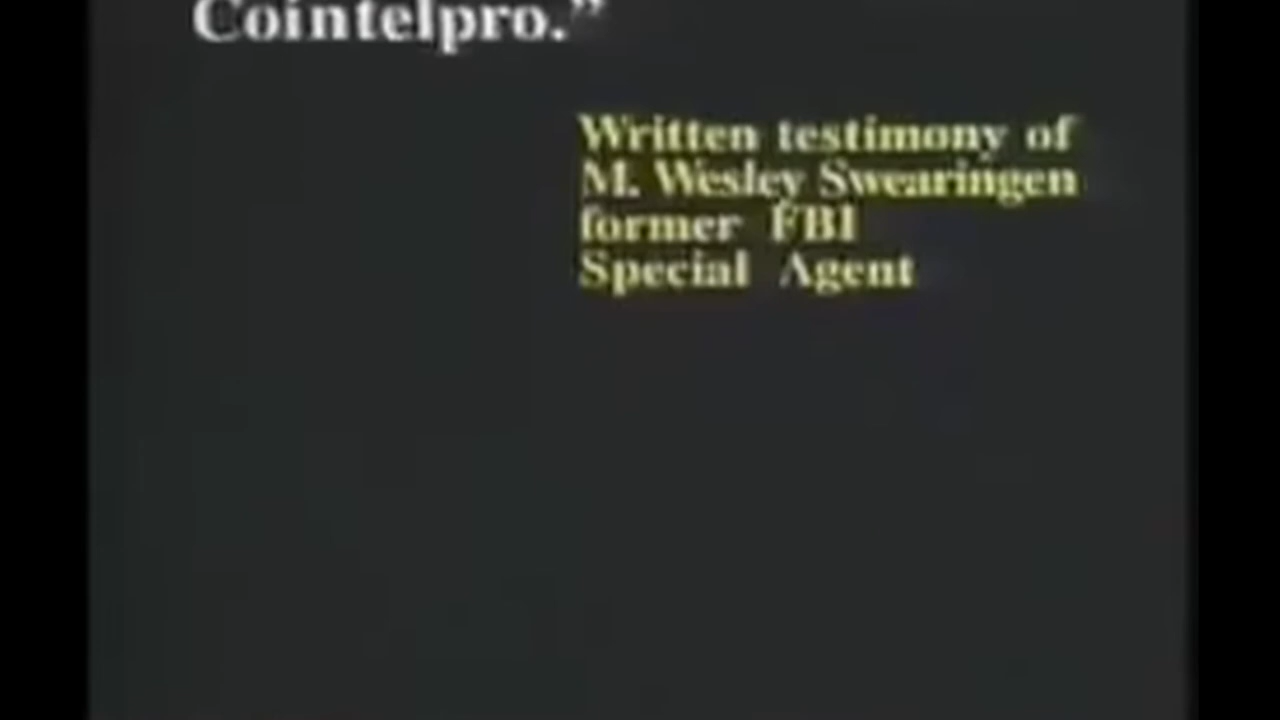 Cointelpro.”
Written testimony of
M. Wesley Swearingen
former FBI
Special Agent